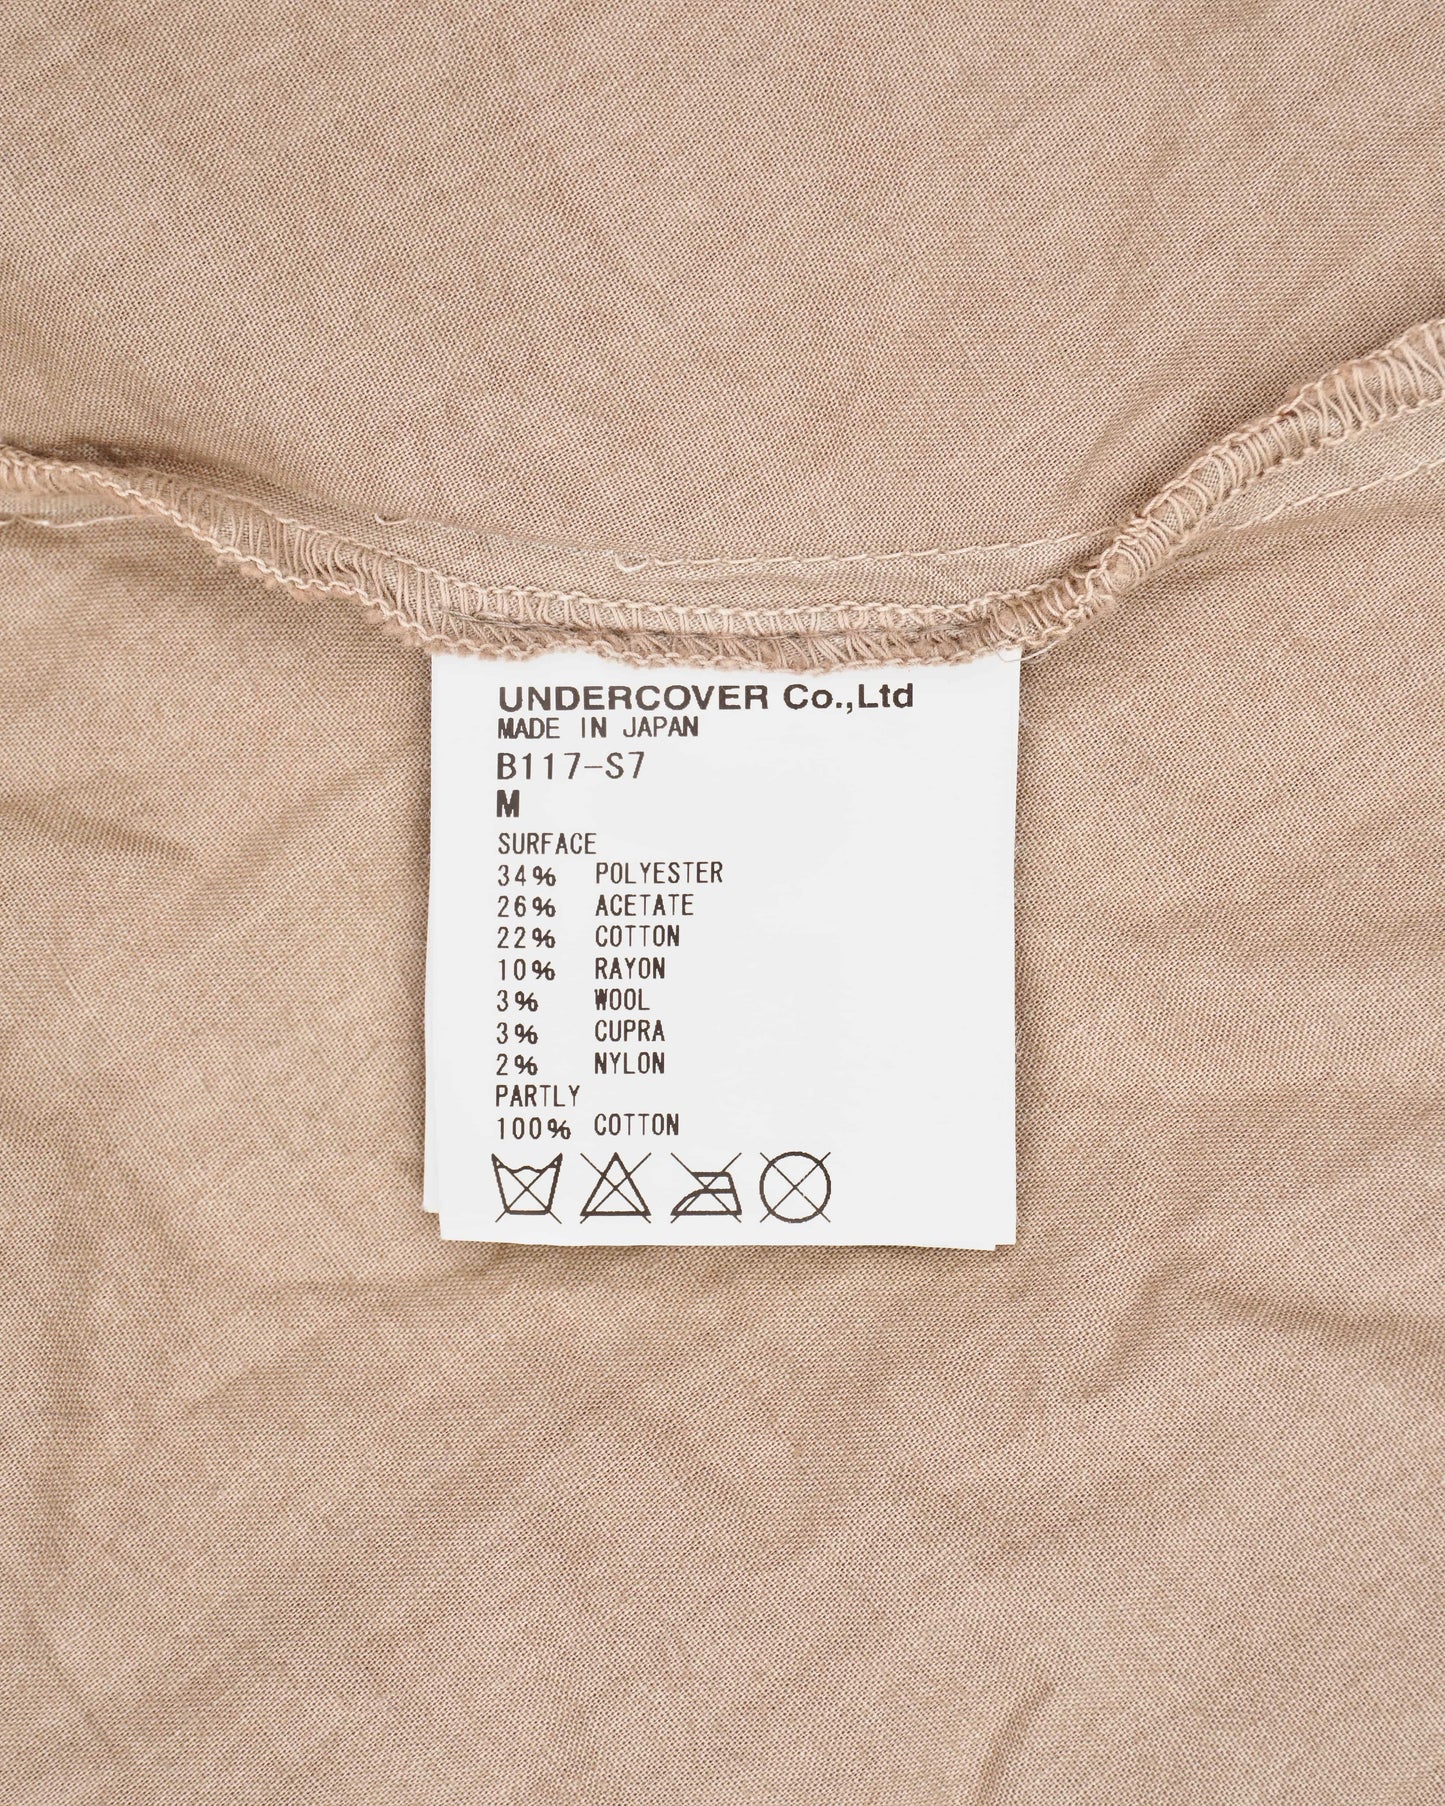 UNDERCOVER Co.,Ltd
MADE IN JAPAN
B117-S7
M
SURFACE
34% POLYESTER
26% ACETATE
22% COTTON
10% RAYON
3% WOOL
3% CUPRA
2% NYLON
PARTLY
100% COTTON